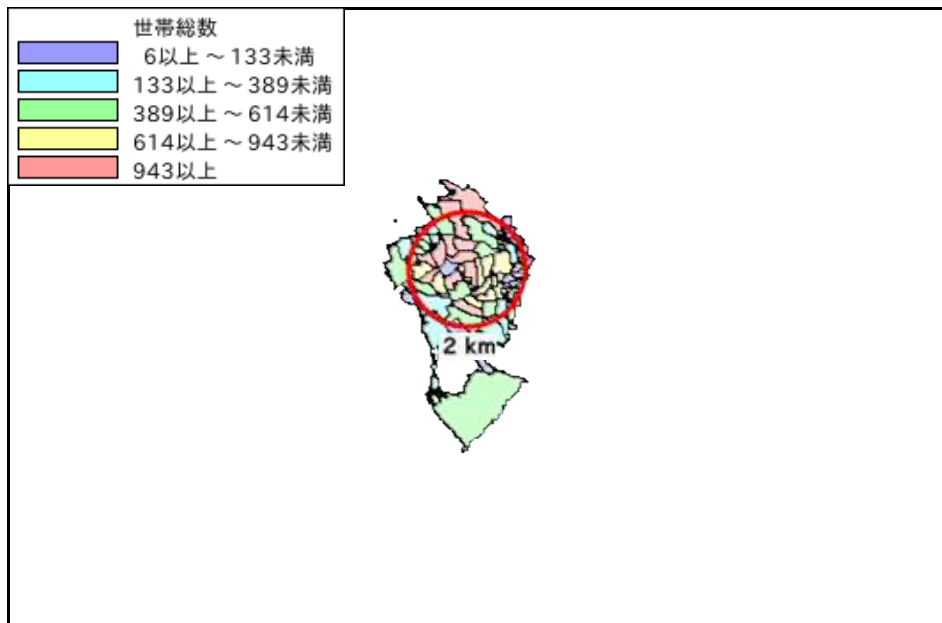 世帯総数
6以上 ～ 133未満
133以上 ～ 389未満
389以上 ～ 614未満
614以上 ～ 943未満
943以上
2 km